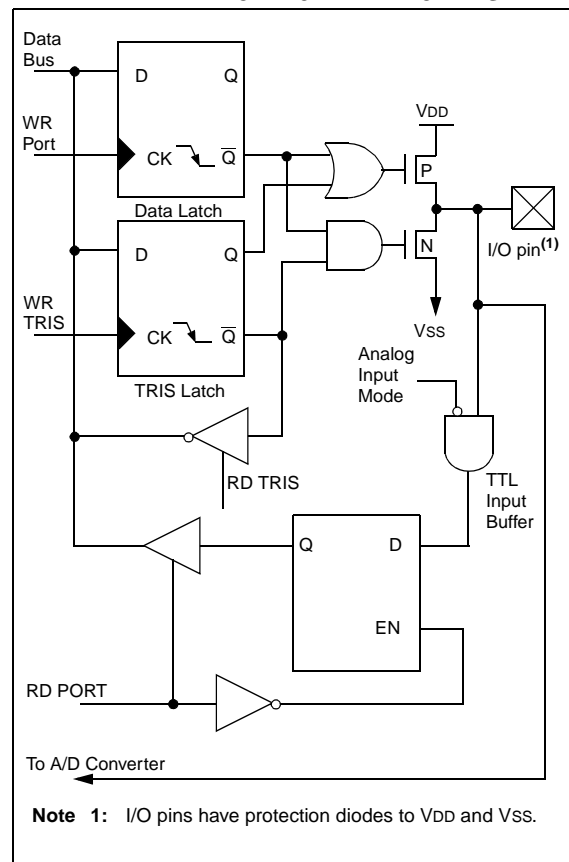 Data
Bus
D Q
WR
Port
CK Q
Data Latch
VDD
P
D Q
N
I/O pin(1)
WR
TRIS
CK Q
TRIS Latch
VSS
Analog
Input
Mode
RD TRIS
TTL
Input
Buffer
Q D
EN
RD PORT
To A/D Converter
Note 1: I/O pins have protection diodes to VDD and VSS.